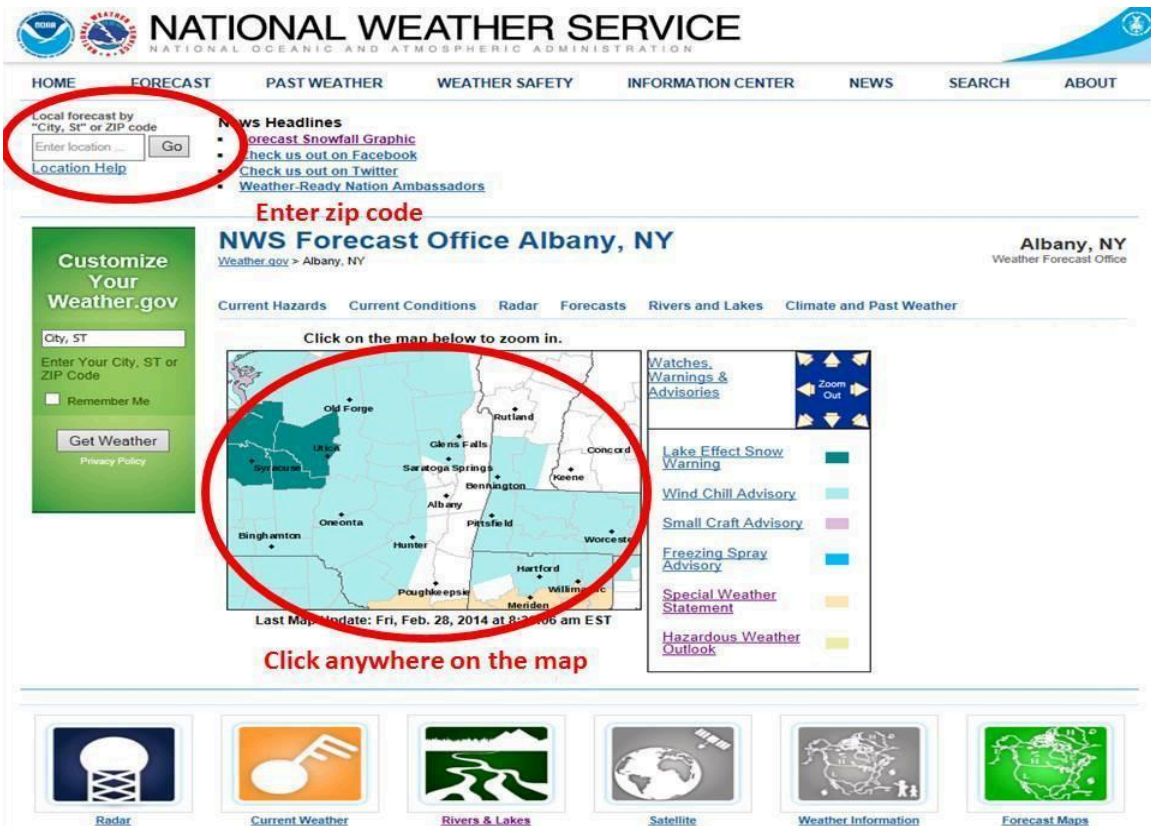 NOAA
NATIONAL WEATHER SERVICE
NATIONAL OCEANIC AND ATMOSPHERIC ADMINISTRATION
HOME FORECAST PAST WEATHER WEATHER SAFETY INFORMATION CENTER NEWS SEARCH ABOUT
Local forecast by
"City, St" or ZIP code
Enter location ...
Go
Location Help
News Headlines
Forecast Snowfall Graphic
Check us out on Facebook
Check us out on Twitter
Weather-Ready Nation Ambassadors
Enter zip code
Customize
Your
Weather.gov
City, ST
Enter Your City, ST or
ZIP Code
Remember Me
Get Weather
Privacy Policy
NWS Forecast Office Albany, NY
Weather.gov > Albany, NY
Albany, NY
Weather Forecast Office
Current Hazards Current Conditions Radar Forecasts Rivers and Lakes Climate and Past Weather
Click on the map below to zoom in.
Old Forge
Rutland
Utica
Glens Falls
Concord
Syracuse
Saratoga Springs
Keene
Bennington
Albany
Oneonta
Pittsfield
Binghamton
Hunter
Worceste
Hartford
Poughkeepsie
Willimantic
Meriden
Last Map Update: Fri, Feb. 28, 2014 at 8: :06 am EST
Click anywhere on the map
Watches,
Warnings &
Advisories
Zoom
Out
Lake Effect Snow
Warning
Wind Chill Advisory
Small Craft Advisory
Freezing Spray
Advisory
Special Weather
Statement
Hazardous Weather
Outlook
Radar Current Weather Rivers & Lakes Satellite Weather Information Forecast Maps